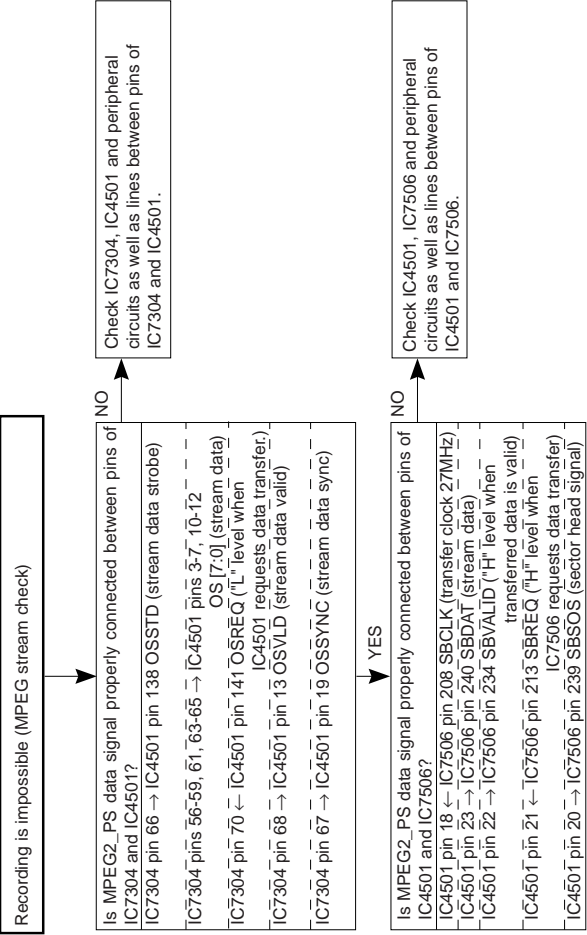 Recording is impossible (MPEG stream check)
Is MPEG2_PS data signal properly connected between pins of
IC7304 and IC4501?
IC7304 pin 66 → IC4501 pin 138 OSSTD (stream data strobe)
IC7304 pins 56-59, 61, 63-65 → IC4501 pins 3-7, 10-12
OS [7:0] (stream data)
IC7304 pin 70 ← IC4501 pin 141 OSREQ ("L" level when
IC4501 requests data transfer.)
IC7304 pin 68 → IC4501 pin 13 OSVLD (stream data valid)
IC7304 pin 67 → IC4501 pin 19 OSSYNC (stream data sync)
NO
Check IC7304, IC4501 and peripheral
circuits as well as lines between pins of
IC7304 and IC4501.
YES
Is MPEG2_PS data signal properly connected between pins of
IC4501 and IC7506?
IC4501 pin 18 ← IC7506 pin 208 SBCLK (transfer clock 27MHz)
IC4501 pin 23 → IC7506 pin 240 SBDAT (stream data)
IC4501 pin 22 → IC7506 pin 234 SBVALID ("H" level when
transferred data is valid)
IC4501 pin 21 ← IC7506 pin 213 SBREQ ("H" level when
IC7506 requests data transfer)
IC4501 pin 20 → IC7506 pin 239 SBSOS (sector head signal)
NO
Check IC4501, IC7506 and peripheral
circuits as well as lines between pins of
IC4501 and IC7506.